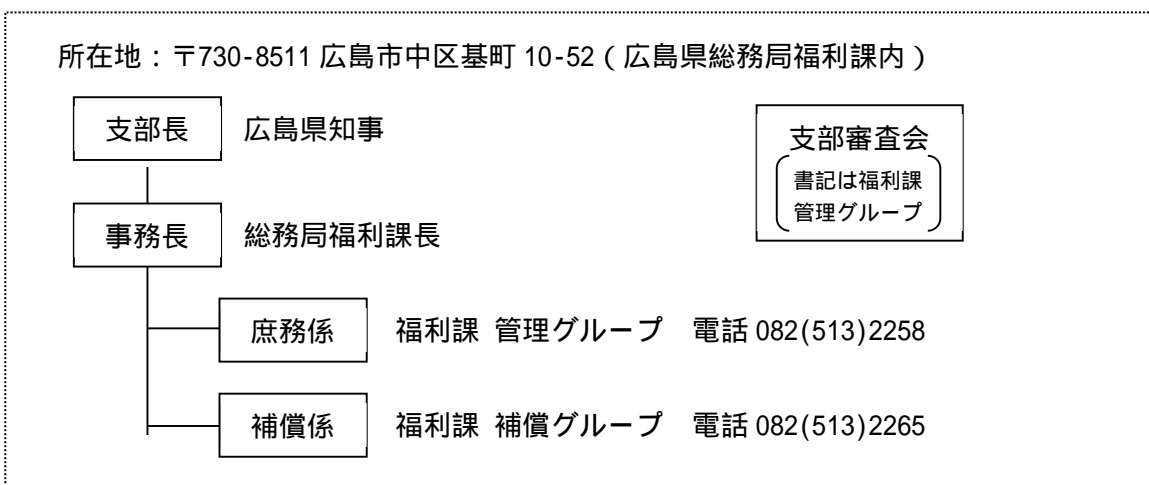 所在地：〒730-8511 広島市中区基町 10-52（広島県総務局福利課内）
支部長 広島県知事
支部審査会
書記は福利課
管理グループ
事務長 総務局福利課長
庶務係 福利課 管理グループ 電話 082(513)2258
補償係 福利課 補償グループ 電話 082(513)2265